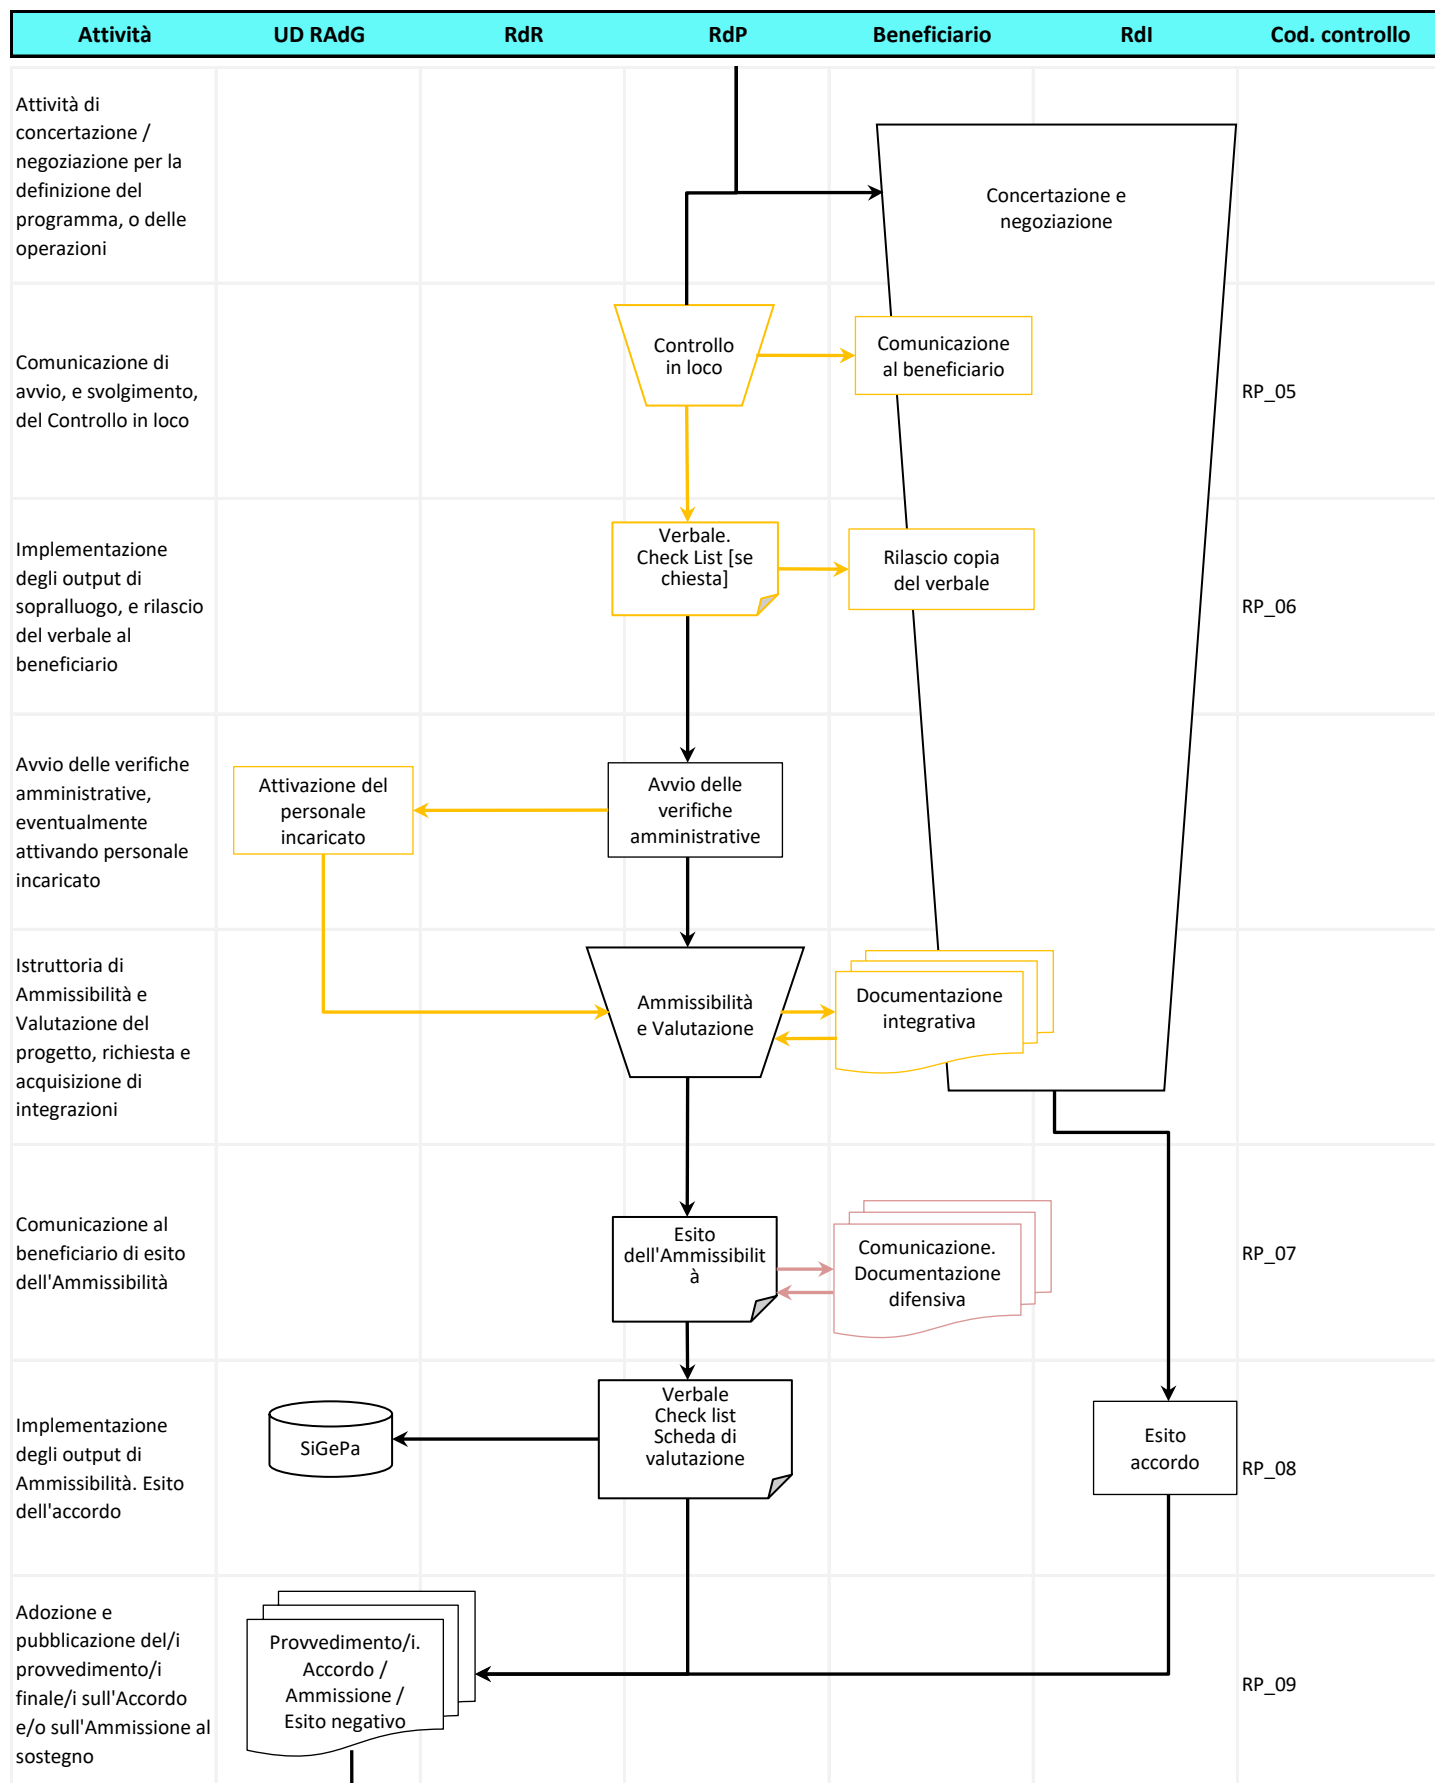 Attività UD RAdG RdR RdP Beneficiario RdI Cod. controllo
Attività di
concertazione /
negoziazione per la
definizione del
programma, o delle
operazioni
Concertazione e
negoziazione
Comunicazione di
avvio, e svolgimento,
del Controllo in loco
Controllo
in loco
Comunicazione
al beneficiario
RP_05
Implementazione
degli output di
sopralluogo, e rilascio
del verbale al
beneficiario
Verbale.
Check List [se
chiesta]
Rilascio copia
del verbale
RP_06
Avvio delle verifiche
amministrative,
eventualmente
attivando personale
incaricato
Attivazione del
personale
incaricato
Avvio delle
verifiche
amministrative
Istruttoria di
Ammissibilità e
Valutazione del
progetto, richiesta e
acquisizione di
integrazioni
Ammissibilità
e Valutazione
Documentazione
integrativa
Comunicazione al
beneficiario di esito
dell'Ammissibilità
Esito
dell'Ammissibilit
à
Comunicazione.
Documentazione
difensiva
RP_07
Implementazione
degli output di
Ammissibilità. Esito
dell'accordo
SiGePa
Verbale
Check list
Scheda di
valutazione
Esito
accordo
RP_08
Adozione e
pubblicazione del/i
provvedimento/i
finale/i sull'Accordo
e/o sull'Ammissione al
sostegno
Provvedimento/i.
Accordo /
Ammissione /
Esito negativo
RP_09